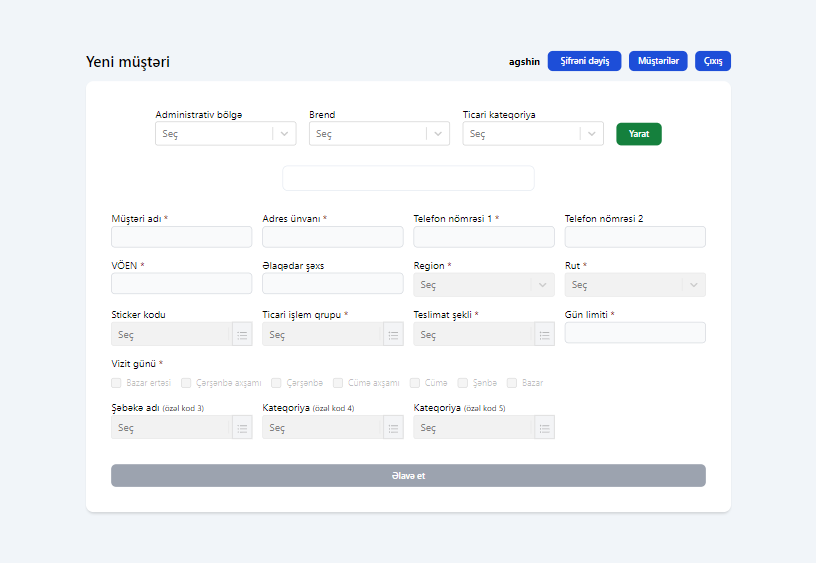 Yeni müştəri agshin Şifrəni dəyiş Müştərilər Çıxış
Administrativ bölgə Brend Ticari kateqoriya
Seç Seç Seç Yarat
Müştəri adı * Adres ünvanı * Telefon nömrəsi 1 * Telefon nömrəsi 2
VÖEN * Əlaqədar şəxs Region * Rut *
Seç Seç
Sticker kodu Ticari işlem qrupu * Teslimat şekli * Gün limiti *
Seç Seç Seç
Vizit günü *
Bazar ertəsi Çərşənbə axşamı Çərşənbə Cümə axşamı Cümə Şənbə Bazar
Şəbəkə adı (özəl kod 3) Kateqoriya (özəl kod 4) Kateqoriya (özəl kod 5)
Seç Seç Seç
Əlavə et